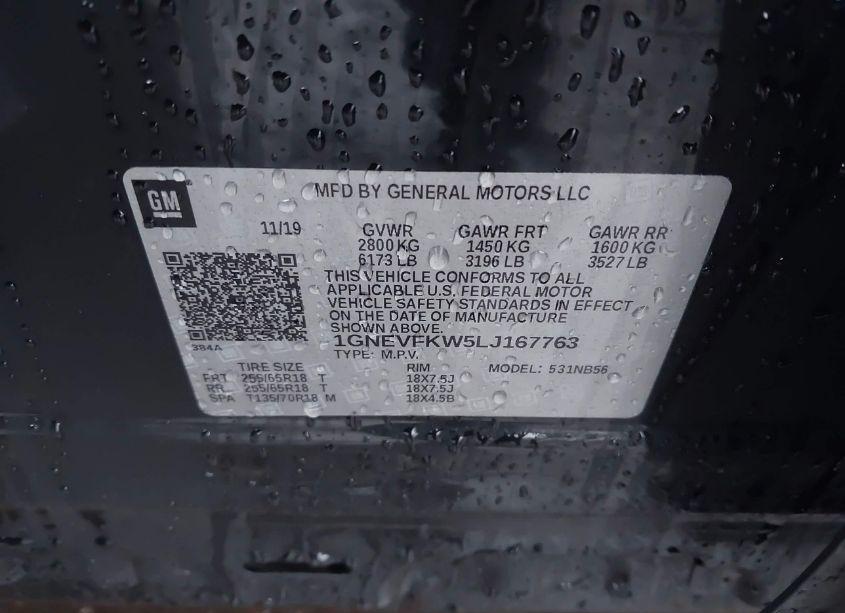 GM
MFD BY GENERAL MOTORS LLC
11/19 GVWR GAWR FRT GAWR RR
2800 KG 1450 KG 1600 KG
6173 LB 3196 LB 3527 LB
THIS VEHICLE CONFORMS TO ALL
APPLICABLE U.S. FEDERAL MOTOR
VEHICLE SAFETY STANDARDS IN EFFECT
ON THE DATE OF MANUFACTURE
SHOWN ABOVE.
384A
1GNEVFKW5LJ167763
TYPE: M.P.V.
TIRE SIZE RIM MODEL: 531NB56
FRT 255/65R18 T 18X7.5J
RR 255/65R18 T 18X7.5J
SPA T135/70R18 M 18X4.5B